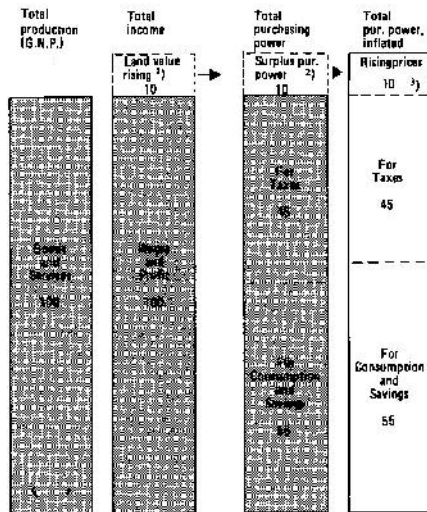 Total
production
(G.N.P.)
Total
income
Land value
rising ¹)
10
Goods
and
Services
100
Wages
and
Profit
100
Total
purchasing
power
Surplus pur.
power ²)
10
For
Taxes
45
For
Consumption
and
Savings
Total
pur. power,
inflated
Rising prices
10 ³)
For
Taxes
45
For
Consumption
and
Savings
55